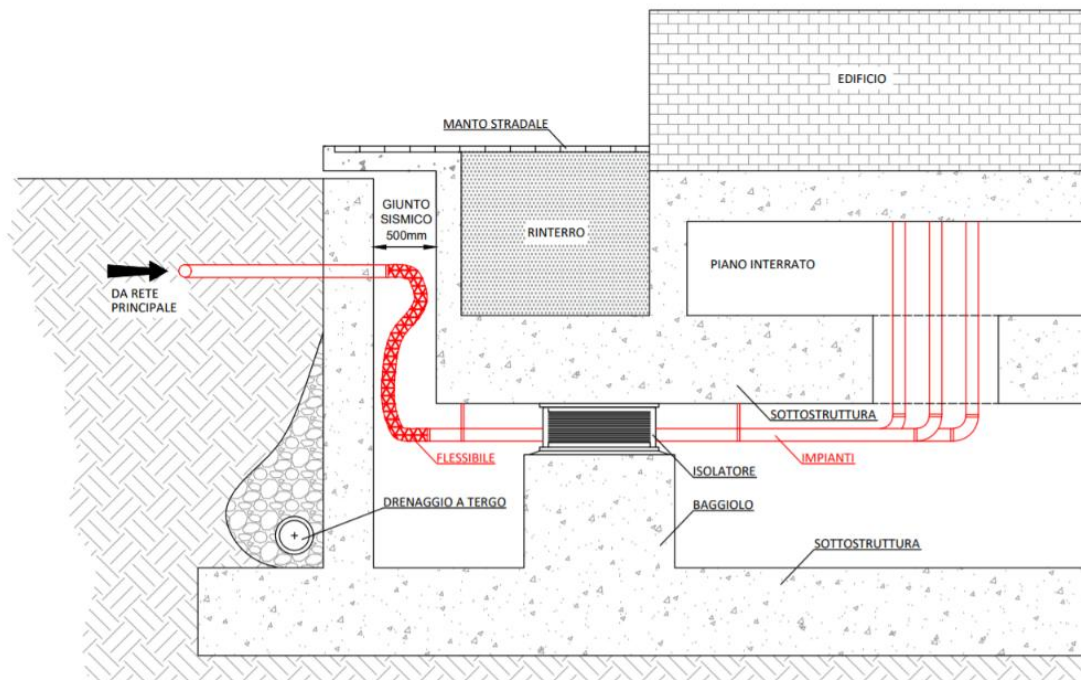 EDIFICIO
MANTO STRADALE
GIUNTO
SISMICO
500mm
RINTERRO
PIANO INTERRATO
DA RETE
PRINCIPALE
SOTTOSTRUTTURA
FLESSIBILE
IMPIANTI
ISOLATORE
DRENAGGIO A TERGO
BAGGIOLO
SOTTOSTRUTTURA